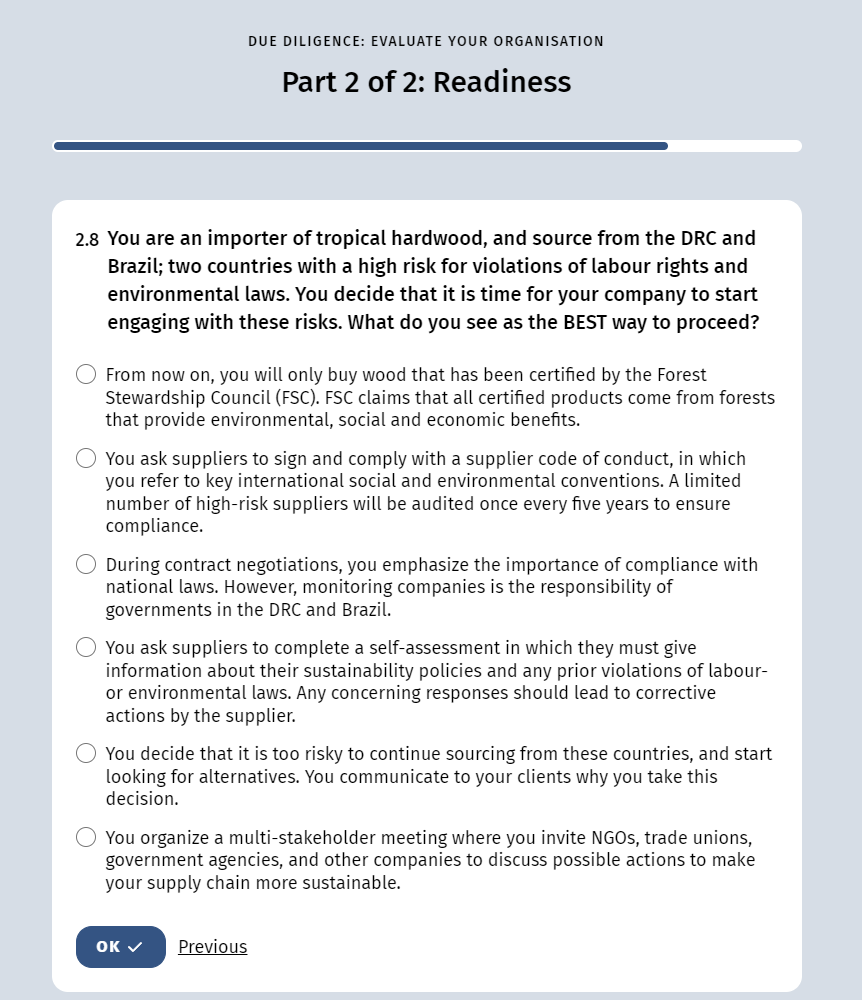 DUE DILIGENCE: EVALUATE YOUR ORGANISATION
Part 2 of 2: Readiness
2.8 You are an importer of tropical hardwood, and source from the DRC and
Brazil; two countries with a high risk for violations of labour rights and
environmental laws. You decide that it is time for your company to start
engaging with these risks. What do you see as the BEST way to proceed?
From now on, you will only buy wood that has been certified by the Forest
Stewardship Council (FSC). FSC claims that all certified products come from forests
that provide environmental, social and economic benefits.
You ask suppliers to sign and comply with a supplier code of conduct, in which
you refer to key international social and environmental conventions. A limited
number of high-risk suppliers will be audited once every five years to ensure
compliance.
During contract negotiations, you emphasize the importance of compliance with
national laws. However, monitoring companies is the responsibility of
governments in the DRC and Brazil.
You ask suppliers to complete a self-assessment in which they must give
information about their sustainability policies and any prior violations of labour-
or environmental laws. Any concerning responses should lead to corrective
actions by the supplier.
You decide that it is too risky to continue sourcing from these countries, and start
looking for alternatives. You communicate to your clients why you take this
decision.
You organize a multi-stakeholder meeting where you invite NGOs, trade unions,
government agencies, and other companies to discuss possible actions to make
your supply chain more sustainable.
OK Previous